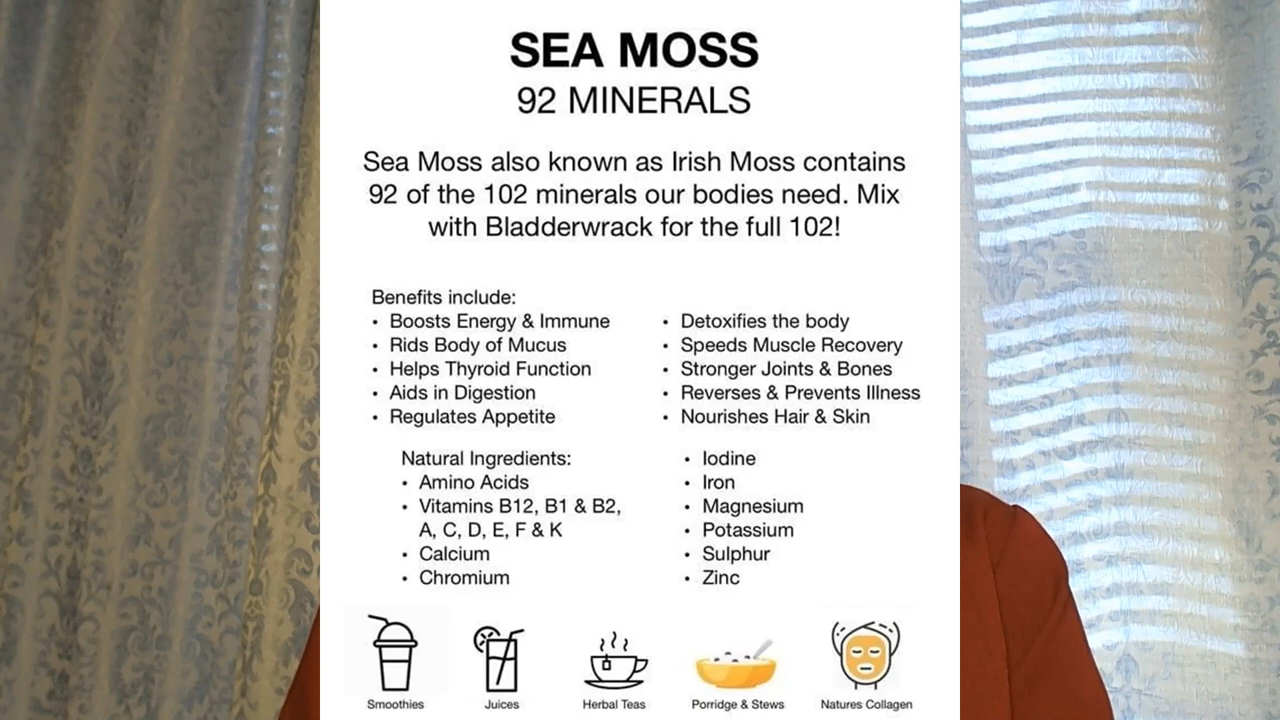 SEA MOSS
92 MINERALS
Sea Moss also known as Irish Moss contains
92 of the 102 minerals our bodies need. Mix
with Bladderwrack for the full 102!
Benefits include:
• Boosts Energy & Immune
• Rids Body of Mucus
• Helps Thyroid Function
• Aids in Digestion
• Regulates Appetite
• Detoxifies the body
• Speeds Muscle Recovery
• Stronger Joints & Bones
• Reverses & Prevents Illness
• Nourishes Hair & Skin
Natural Ingredients:
• Amino Acids
• Vitamins B12, B1 & B2,
A, C, D, E, F & K
• Calcium
• Chromium
• Iodine
• Iron
• Magnesium
• Potassium
• Sulphur
• Zinc
Smoothies
Juices
Herbal Teas
Porridge & Stews
Natures Collagen